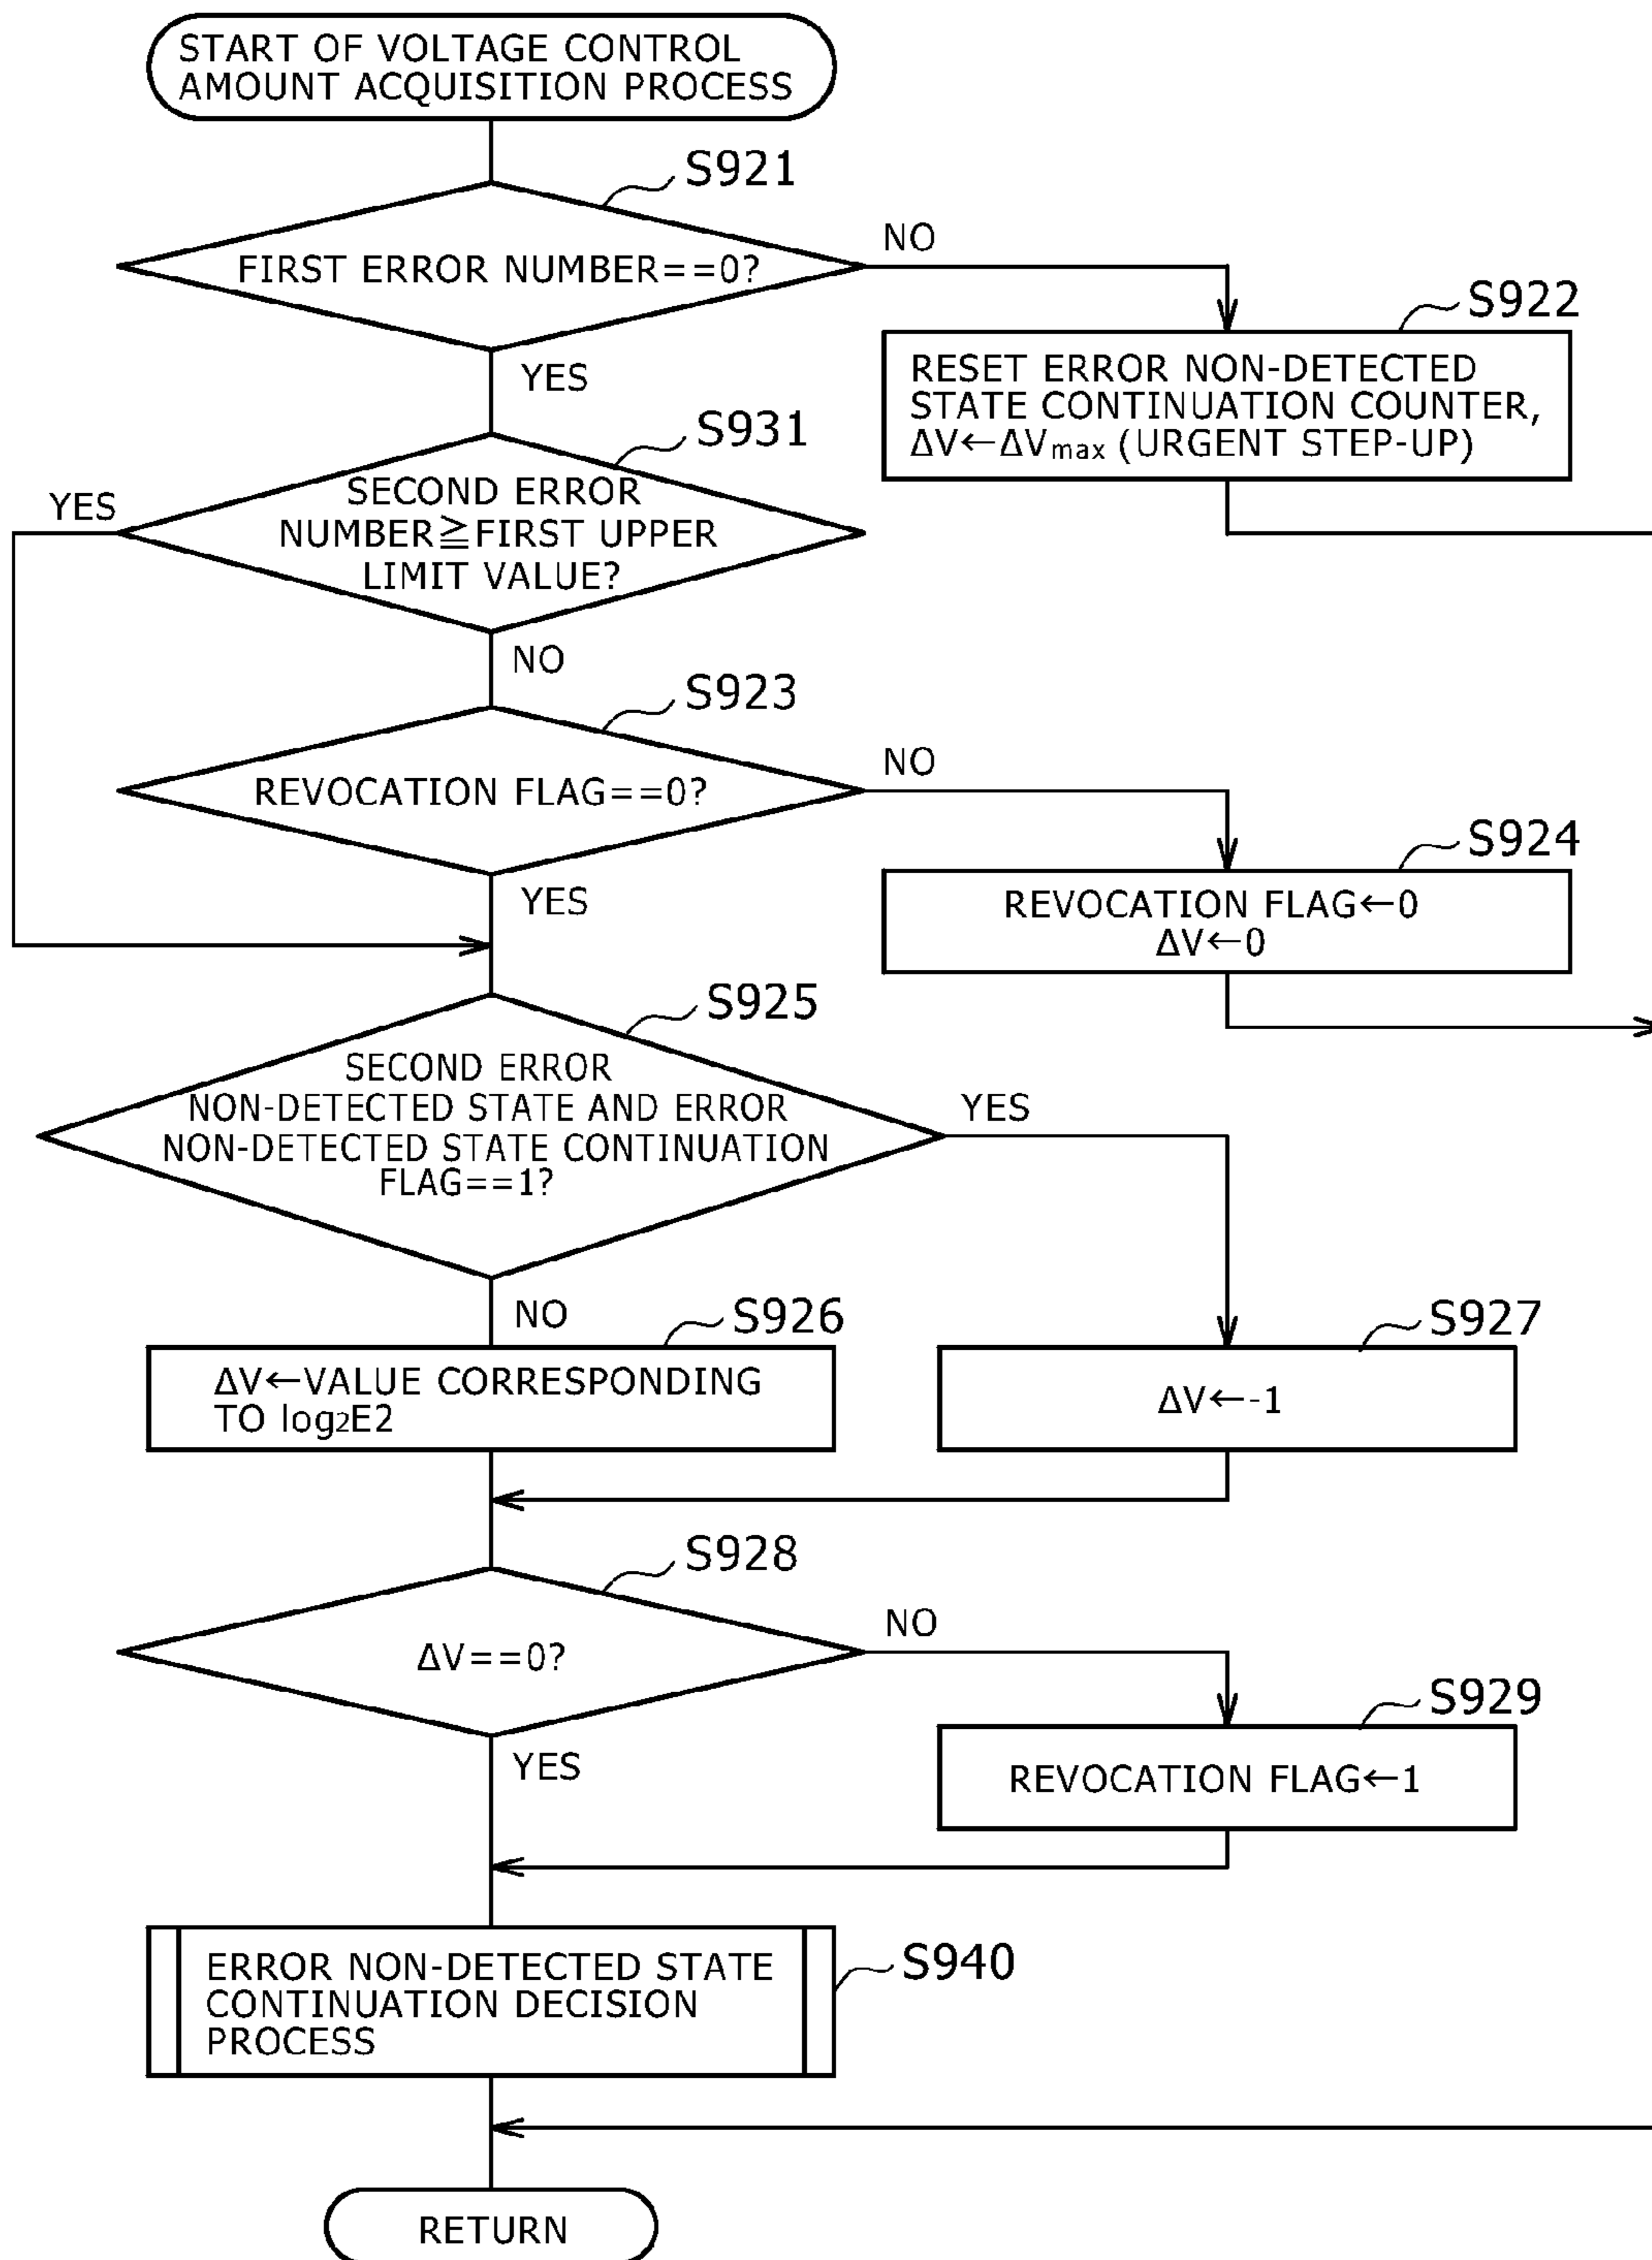 START OF VOLTAGE CONTROL
AMOUNT ACQUISITION PROCESS
S921
FIRST ERROR NUMBER==0?
NO
YES
S922
RESET ERROR NON-DETECTED
STATE CONTINUATION COUNTER,
ΔV←ΔVmax (URGENT STEP-UP)
S931
YES
SECOND ERROR
NUMBER≧FIRST UPPER
LIMIT VALUE?
NO
S923
REVOCATION FLAG==0?
NO
YES
S924
REVOCATION FLAG←0
ΔV←0
S925
SECOND ERROR
NON-DETECTED STATE AND ERROR
NON-DETECTED STATE CONTINUATION
FLAG==1?
YES
NO
S926
ΔV←VALUE CORRESPONDING
TO log2E2
S927
ΔV←-1
S928
ΔV==0?
NO
YES
S929
REVOCATION FLAG←1
S940
ERROR NON-DETECTED STATE
CONTINUATION DECISION
PROCESS
RETURN